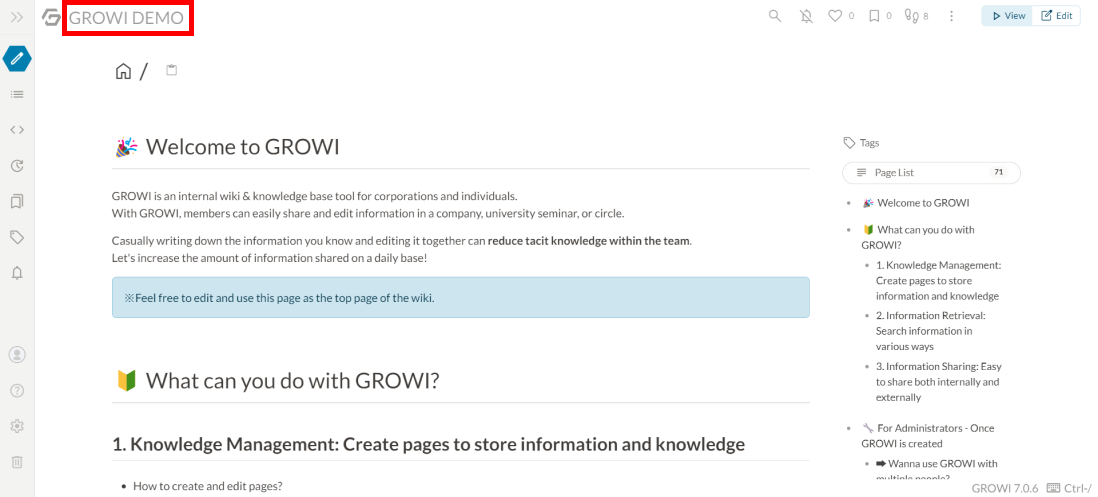 GROWI DEMO
0
0
8
View
Edit
/
Welcome to GROWI
GROWI is an internal wiki & knowledge base tool for corporations and individuals.
With GROWI, members can easily share and edit information in a company, university seminar, or circle.
Casually writing down the information you know and editing it together can reduce tacit knowledge within the team.
Let's increase the amount of information shared on a daily base!
※Feel free to edit and use this page as the top page of the wiki.
What can you do with GROWI?
1. Knowledge Management: Create pages to store information and knowledge
• How to create and edit pages?
Tags
Page List 71
• Welcome to GROWI
• What can you do with
GROWI?
• 1. Knowledge Management:
Create pages to store
information and knowledge
• 2. Information Retrieval:
Search information in
various ways
• 3. Information Sharing: Easy
to share both internally and
externally
• For Administrators - Once
GROWI is created
• Wanna use GROWI with
multiple people?
GROWI 7.0.6 Ctrl-/